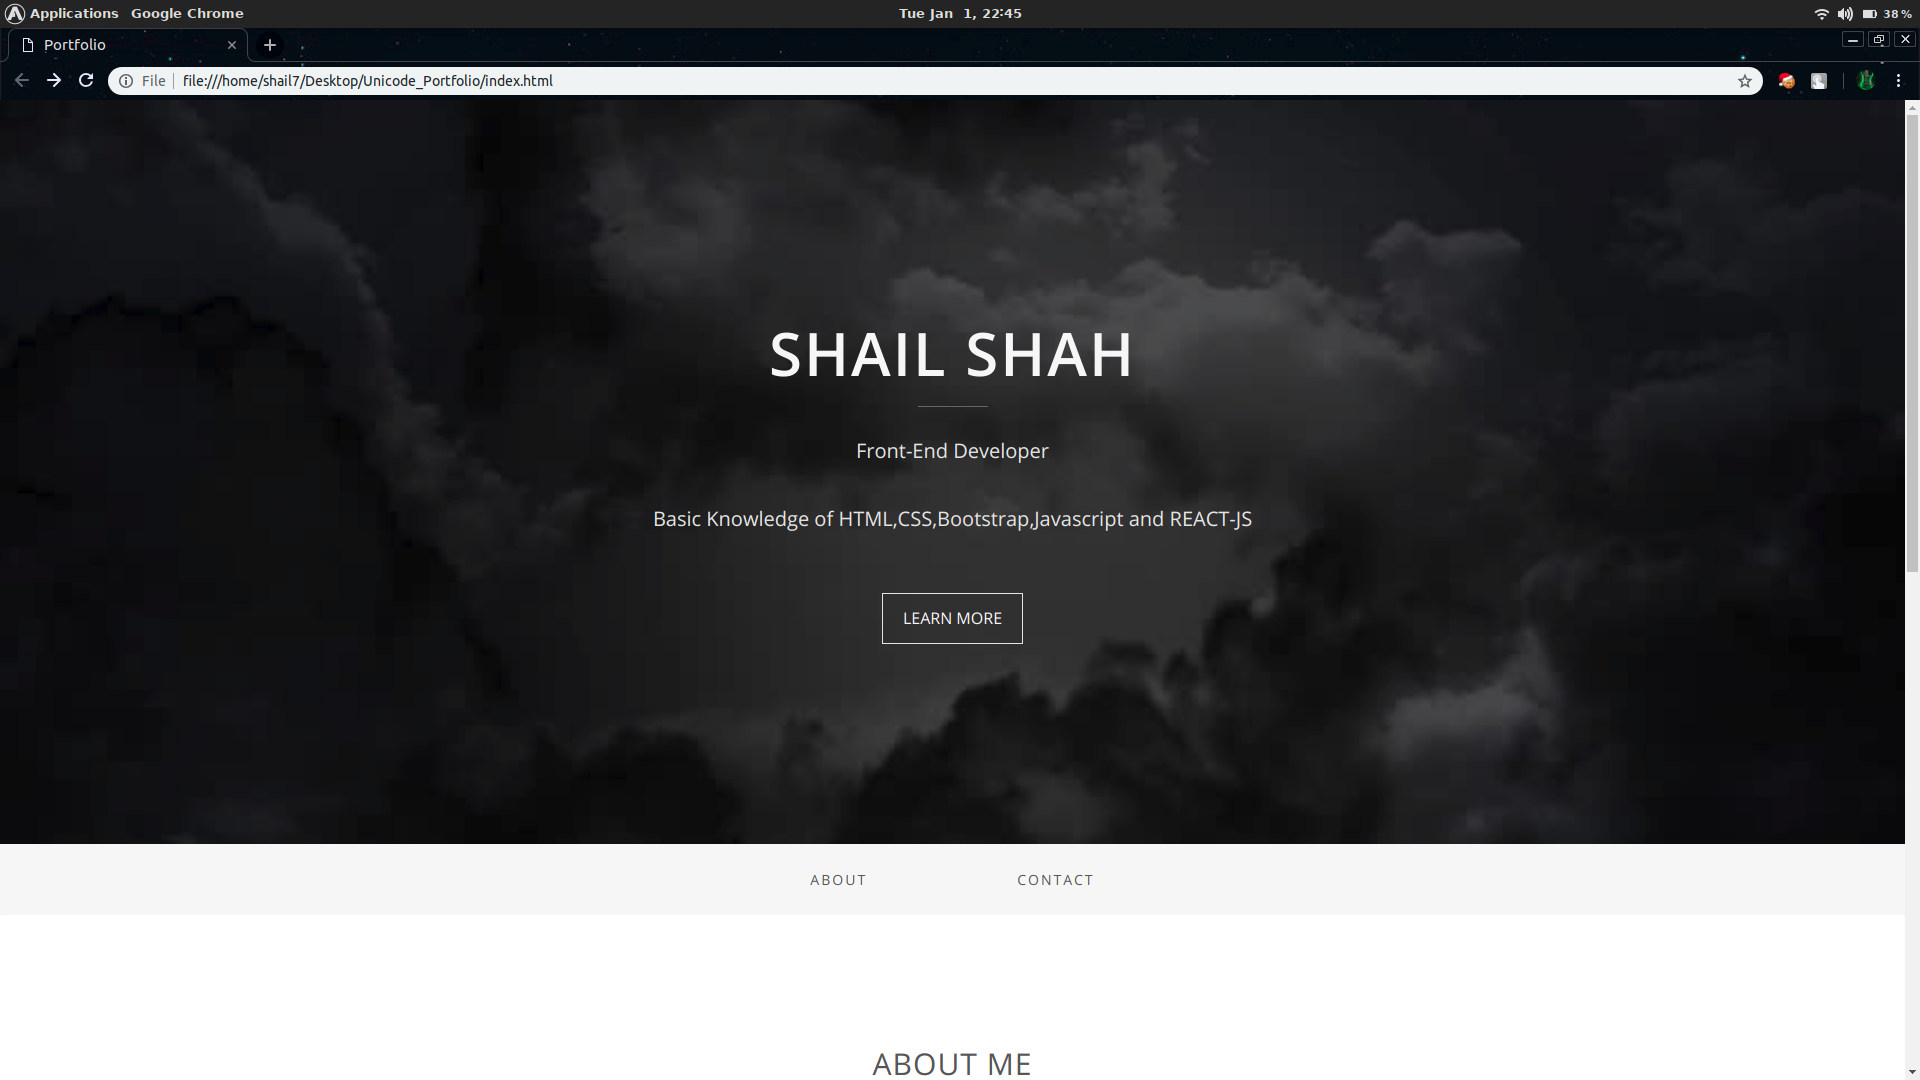 Applications Google Chrome Tue Jan 1, 22:45 38 %
Portfolio
File file:///home/shail7/Desktop/Unicode_Portfolio/index.html
SHAIL SHAH
Front-End Developer
Basic Knowledge of HTML,CSS,Bootstrap,Javascript and REACT-JS
LEARN MORE
ABOUT CONTACT
ABOUT ME